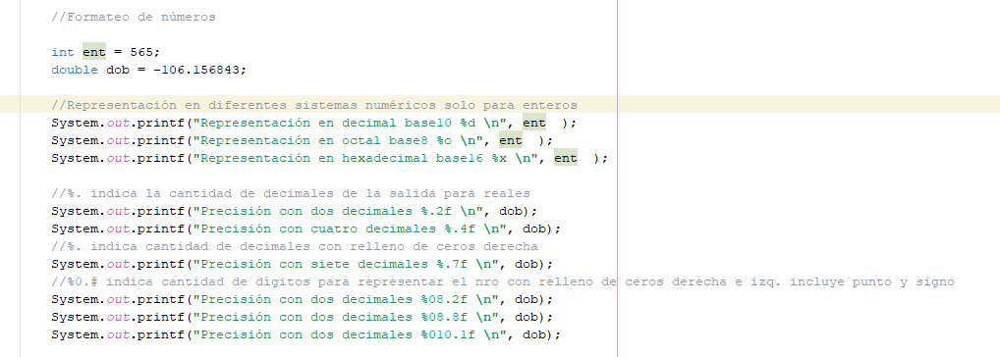 //Formateo de números
int ent = 565;
double dob = -106.156843;
//Representación en diferentes sistemas numéricos solo para enteros
System.out.printf("Representación en decimal base10 %d \n", ent  );
System.out.printf("Representación en octal base8 %o \n", ent  );
System.out.printf("Representación en hexadecimal base16 %x \n", ent  );
//%. indica la cantidad de decimales de la salida para reales
System.out.printf("Precisión con dos decimales %.2f \n", dob);
System.out.printf("Precisión con cuatro decimales %.4f \n", dob);
//%. indica cantidad de decimales con relleno de ceros derecha
System.out.printf("Precisión con siete decimales %.7f \n", dob);
//%0.# indica cantidad de dígitos para representar el nro con relleno de ceros derecha e izq. incluye punto y signo
System.out.printf("Precisión con dos decimales %08.2f \n", dob);
System.out.printf("Precisión con dos decimales %08.8f \n", dob);
System.out.printf("Precisión con dos decimales %010.1f \n", dob);